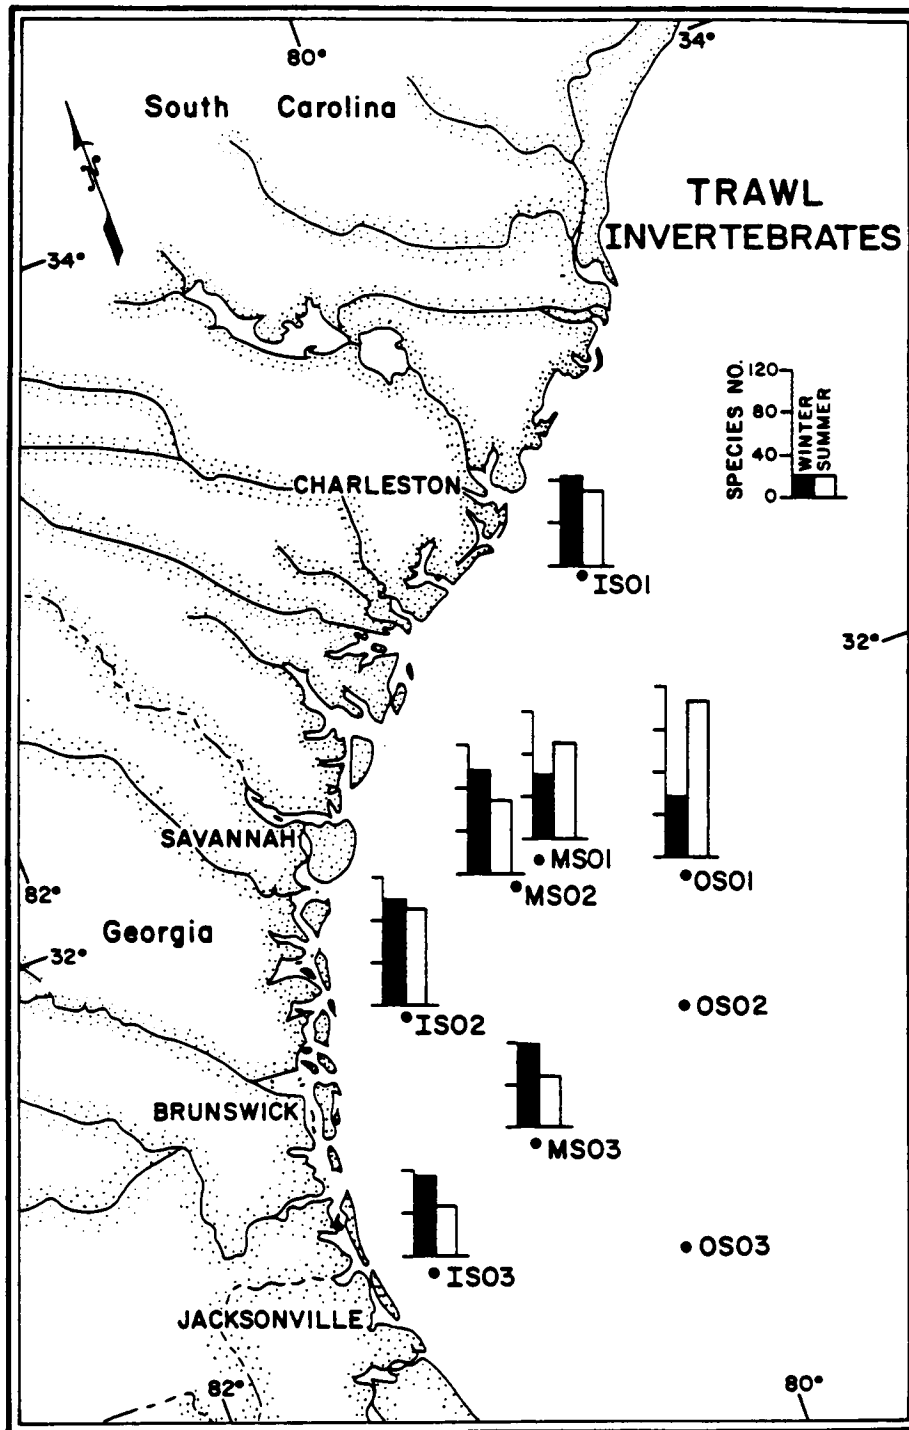 80°
34°
South Carolina
TRAWL
INVERTEBRATES
34°
SPECIES NO.
120
80
40
0
WINTER
SUMMER
CHARLESTON
IS01
32°
SAVANNAH
MS01
MS02
OS01
82°
Georgia
32°
IS02
OS02
BRUNSWICK
MS03
IS03
OS03
JACKSONVILLE
82°
80°